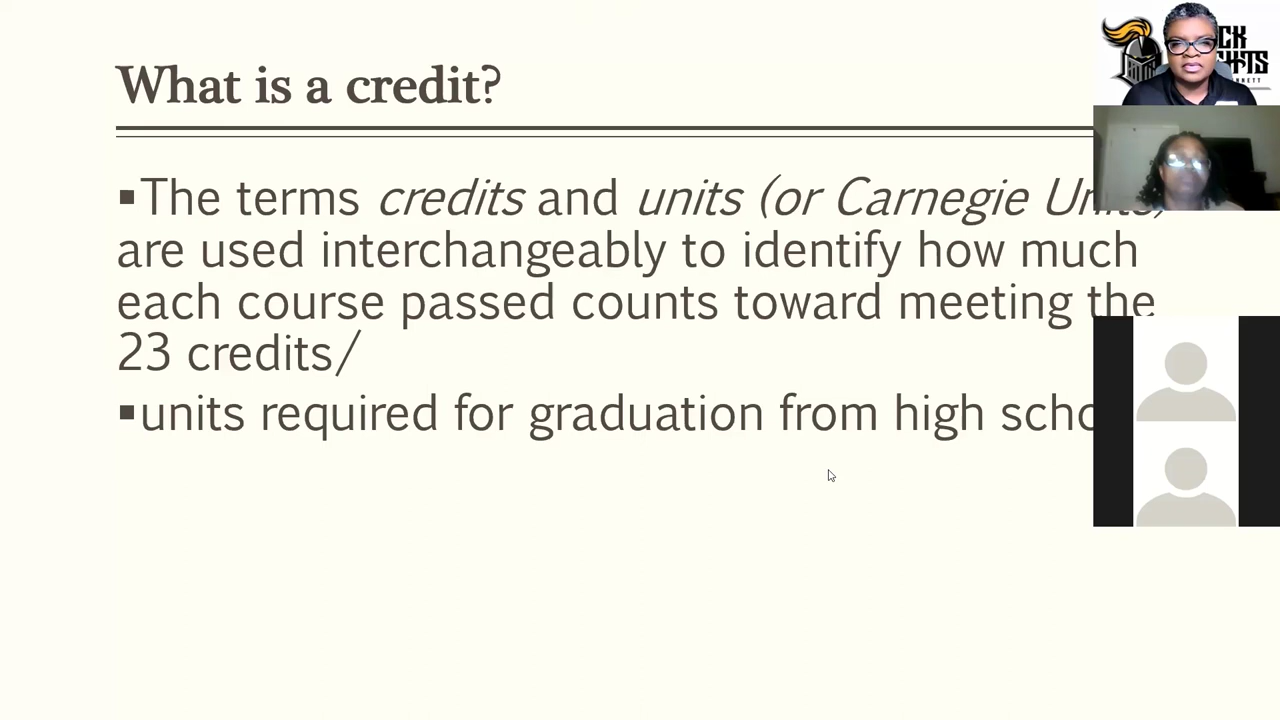 What is a credit?
▪The terms credits and units (or Carnegie Units)
are used interchangeably to identify how much
each course passed counts toward meeting the
23 credits/
▪units required for graduation from high